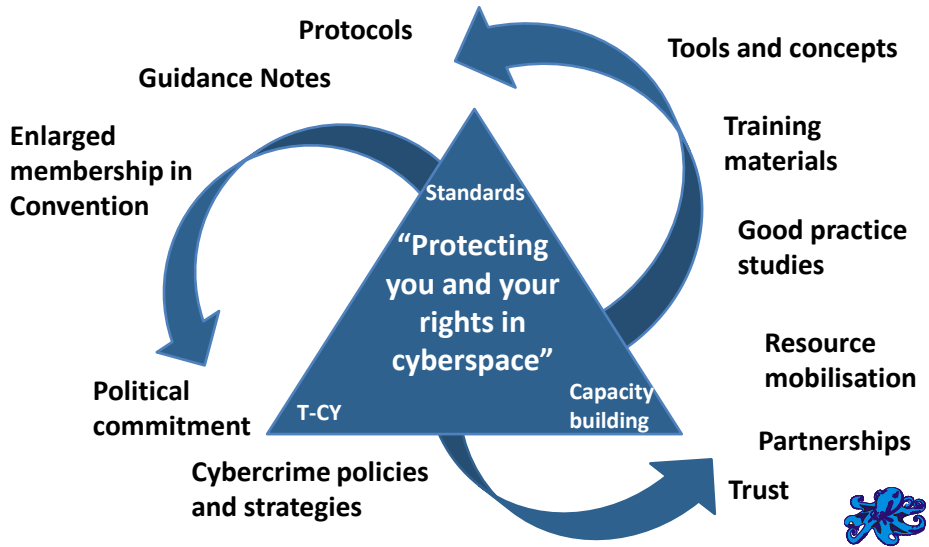 Protocols
Guidance Notes
Enlarged
membership in
Convention
Political
commitment
Cybercrime policies
and strategies
Standards
“Protecting
you and your
rights in
cyberspace”
T-CY
Capacity
building
Tools and concepts
Training
materials
Good practice
studies
Resource
mobilisation
Partnerships
Trust